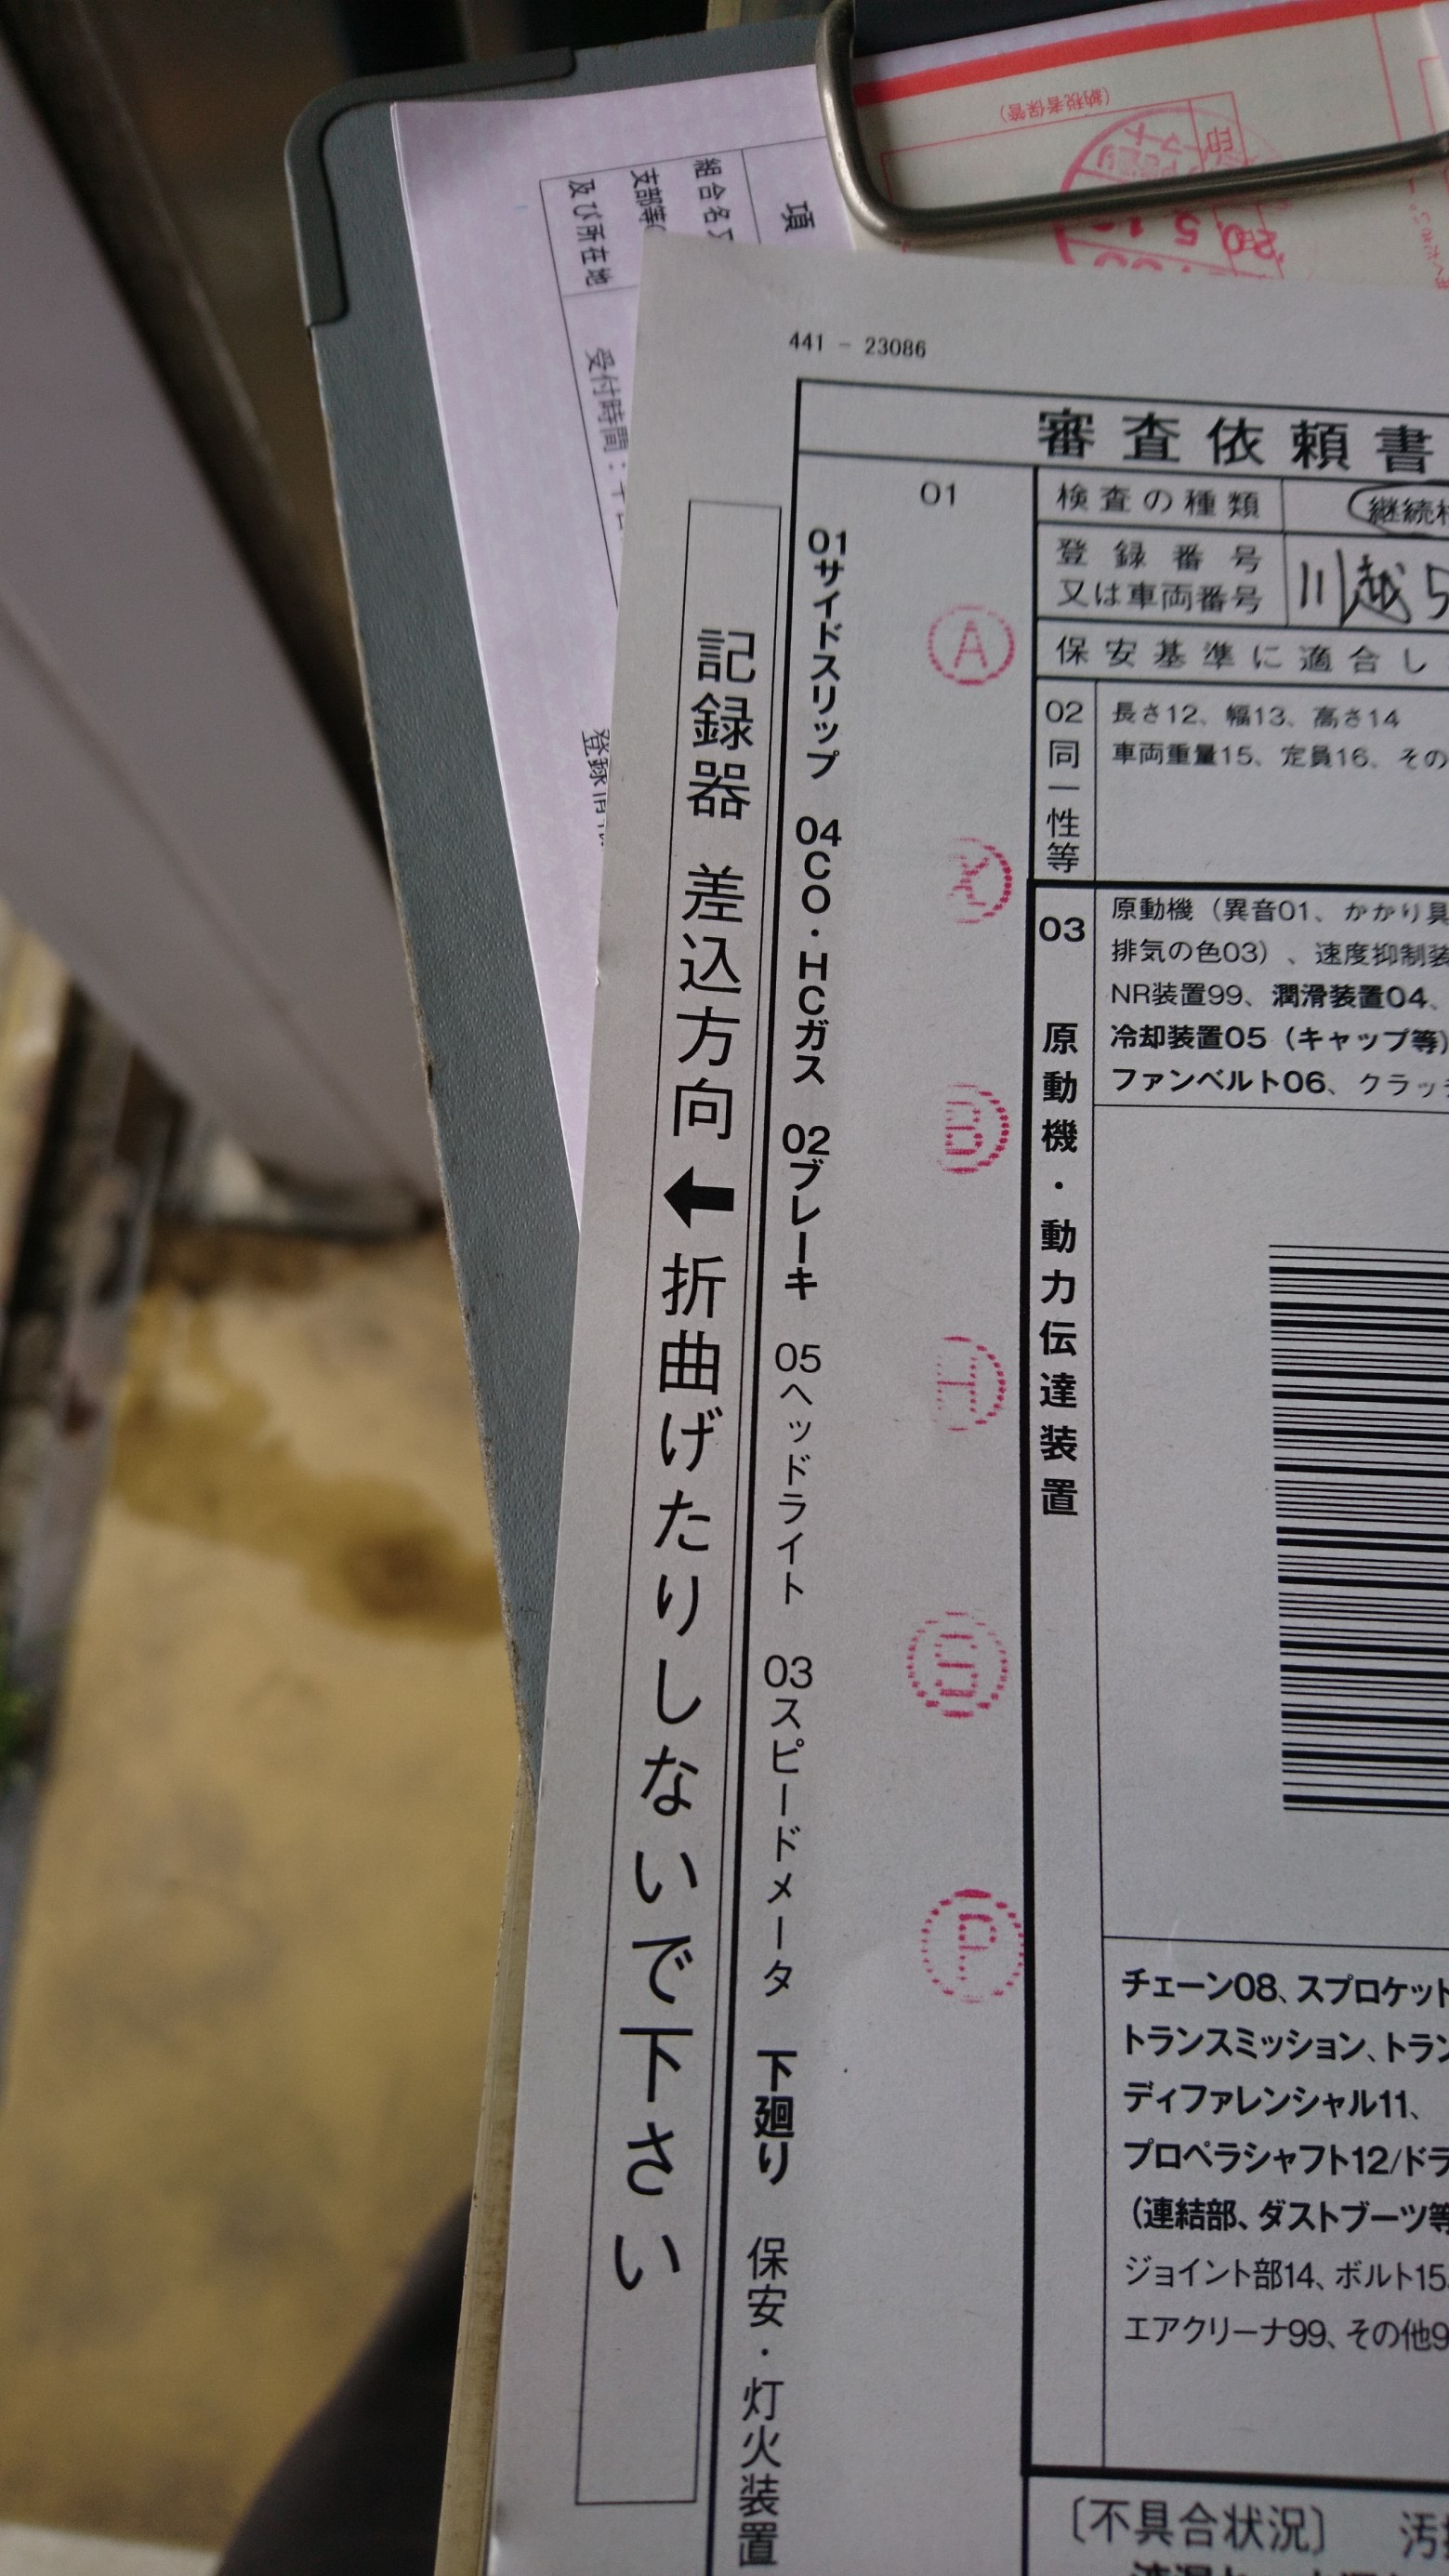 (納税者保管)
印
20.5.1
項
組合名
支部等
及び所在地
受付時間:
登録
441 - 23086
審査依頼書
01
検査の種類
継続
登録番号
又は車両番号
川越5
保安基準に適合し
02
同一性等
長さ12、幅13、高さ14
車両重量15、定員16、その
03
原動機・動力伝達装置
原動機(異音01、かかり具
排気の色03)、速度抑制装
NR装置99、潤滑装置04、
冷却装置05(キャップ等)
ファンベルト06、クラッ
チェーン08、スプロケット
トランスミッション、トラン
ディファレンシャル11、
プロペラシャフト12/ドラ
(連結部、ダストブーツ等
ジョイント部14、ボルト15
エアクリーナ99、その他9
〔不具合状況〕 汚
01サイドスリップ 04CO・HCガス 02ブレーキ 05ヘッドライト 03スピードメータ 下廻り 保安・灯火装置
A
X
B
H
S
P
記録器 差込方向 ← 折曲げたりしないで下さい